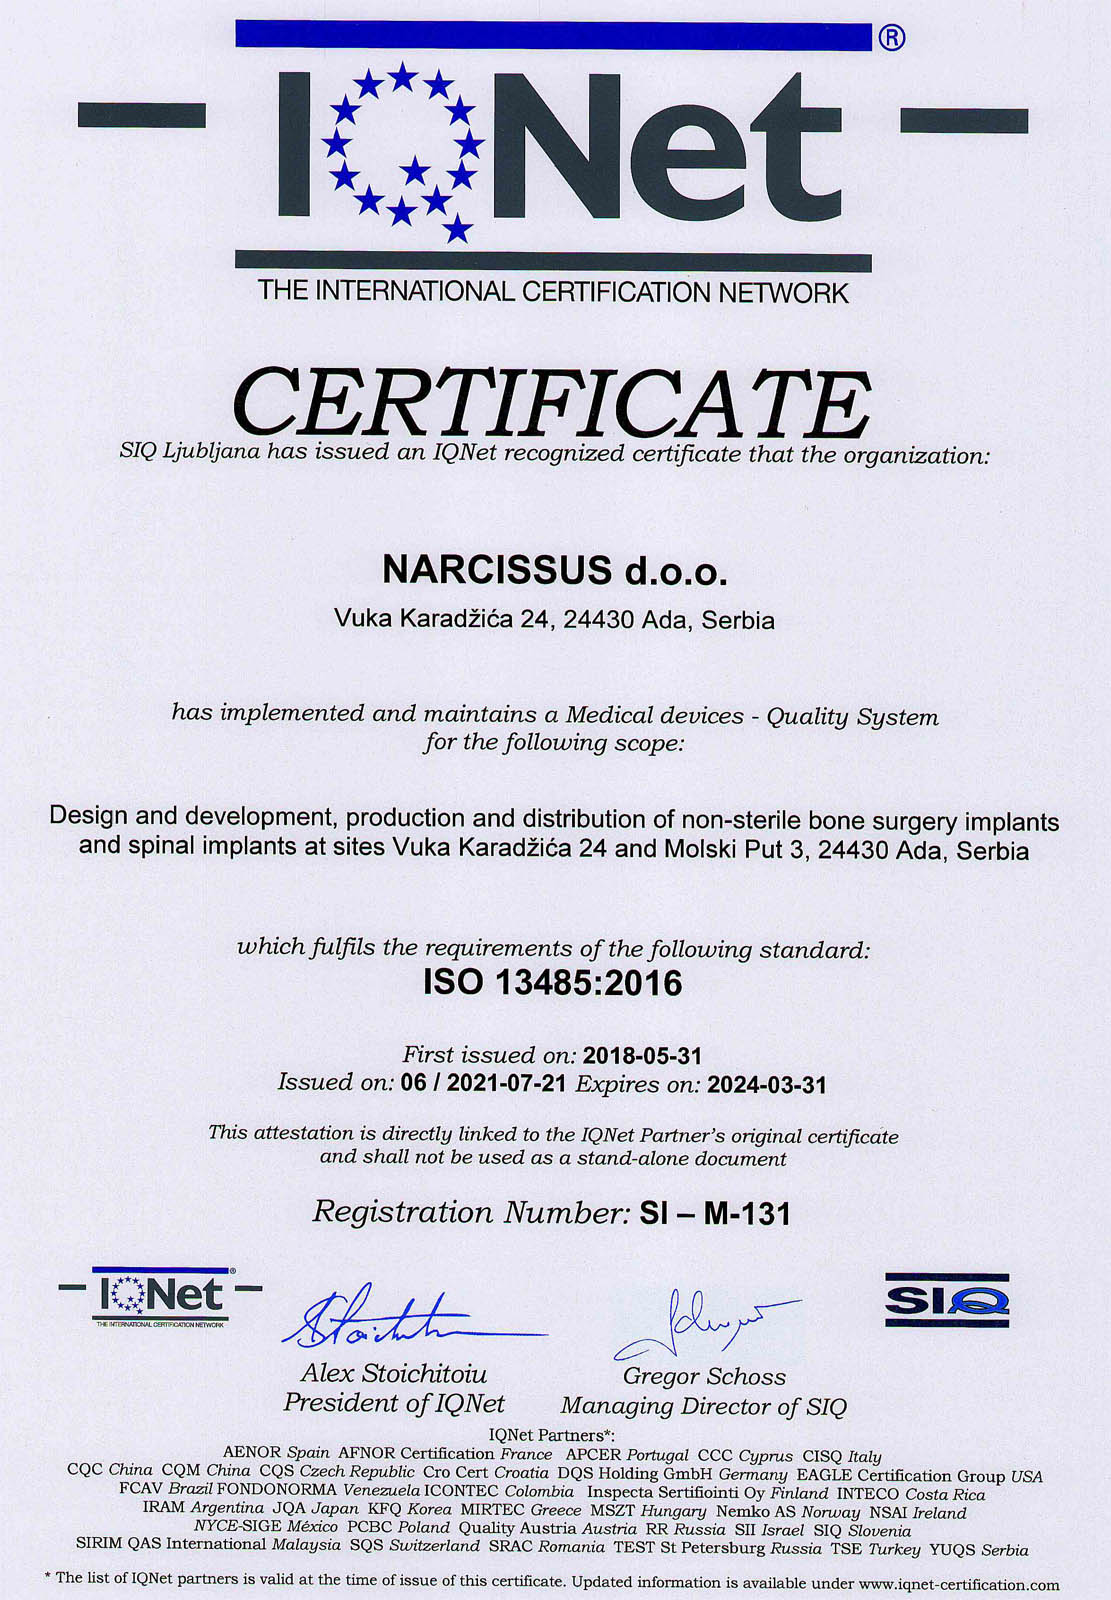 IQNet ®
THE INTERNATIONAL CERTIFICATION NETWORK
CERTIFICATE
SIQ Ljubljana has issued an IQNet recognized certificate that the organization:
NARCISSUS d.o.o.
Vuka Karadžića 24, 24430 Ada, Serbia
has implemented and maintains a Medical devices - Quality System
for the following scope:
Design and development, production and distribution of non-sterile bone surgery implants
and spinal implants at sites Vuka Karadžića 24 and Molski Put 3, 24430 Ada, Serbia
which fulfils the requirements of the following standard:
ISO 13485:2016
First issued on: 2018-05-31
Issued on: 06 / 2021-07-21 Expires on: 2024-03-31
This attestation is directly linked to the IQNet Partner's original certificate
and shall not be used as a stand-alone document
Registration Number: SI – M-131
IQNet ®
THE INTERNATIONAL CERTIFICATION NETWORK
SIQ
Alex Stoichitoiu
President of IQNet
Gregor Schoss
Managing Director of SIQ
IQNet Partners*:
AENOR Spain AFNOR Certification France APCER Portugal CCC Cyprus CISQ Italy
CQC China CQM China CQS Czech Republic Cro Cert Croatia DQS Holding GmbH Germany EAGLE Certification Group USA
FCAV Brazil FONDONORMA Venezuela ICONTEC Colombia Inspecta Sertifiointi Oy Finland INTECO Costa Rica
IRAM Argentina JQA Japan KFQ Korea MIRTEC Greece MSZT Hungary Nemko AS Norway NSAI Ireland
NYCE-SIGE México PCBC Poland Quality Austria Austria RR Russia SII Israel SIQ Slovenia
SIRIM QAS International Malaysia SQS Switzerland SRAC Romania TEST St Petersburg Russia TSE Turkey YUQS Serbia
* The list of IQNet partners is valid at the time of issue of this certificate. Updated information is available under www.iqnet-certification.com